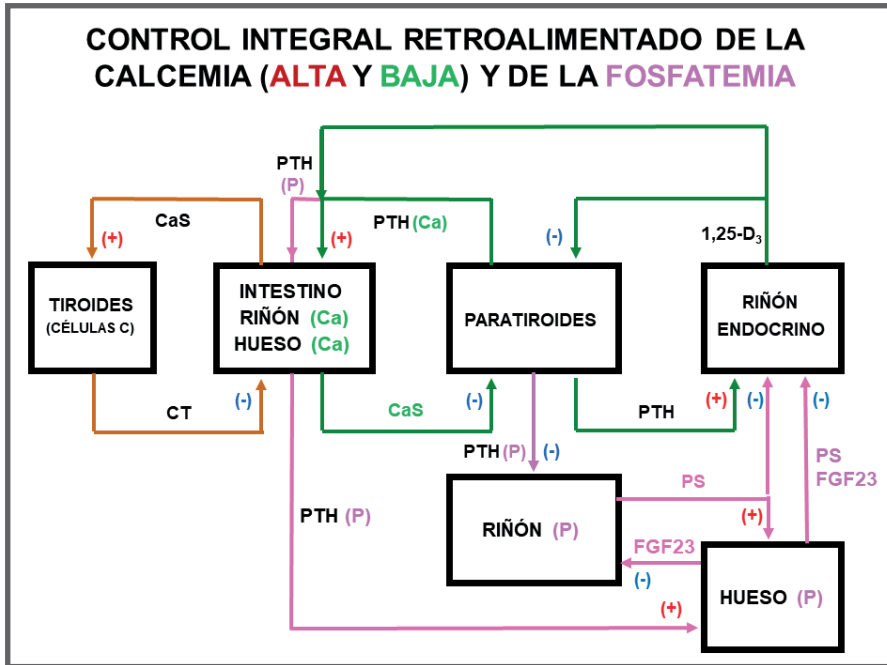 CONTROL INTEGRAL RETROALIMENTADO DE LA
CALCEMIA (ALTA Y BAJA) Y DE LA FOSFATEMIA
PTH
(P)
CaS
(+)
PTH (Ca)
(+)
(-)
1,25-D₃
TIROIDES
(CÉLULAS C)
INTESTINO
RIÑÓN (Ca)
HUESO (Ca)
PARATIROIDES
RIÑÓN
ENDOCRINO
CT
(-)
CaS
(-)
PTH
(+)
(-)
(-)
PTH (P)
(-)
PS
FGF23
PTH (P)
RIÑÓN (P)
PS
(+)
FGF23
(-)
HUESO (P)
(+)